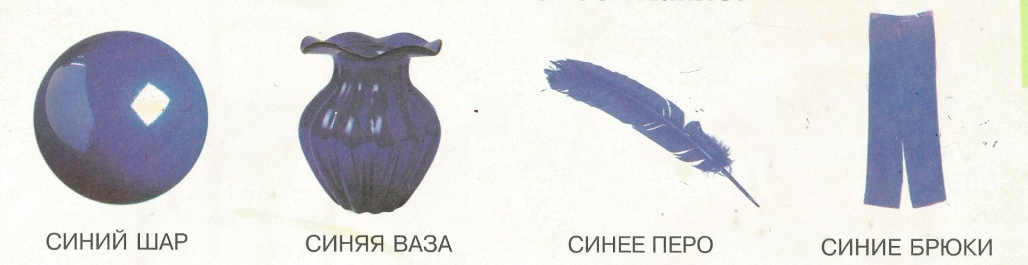 СИНИЙ ШАР
СИНЯЯ ВАЗА
СИНЕЕ ПЕРО
СИНИЕ БРЮКИ